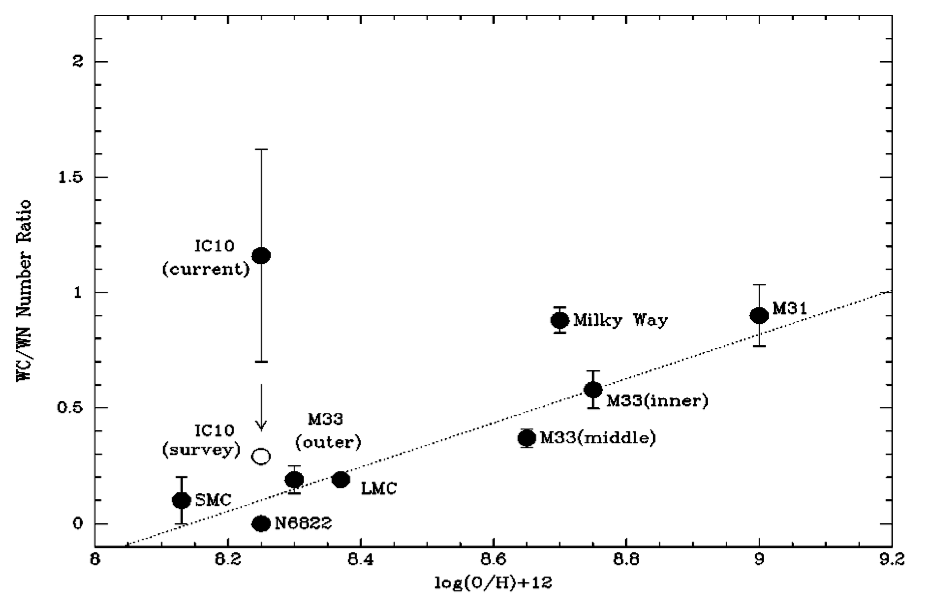 2
1.5
1
0.5
0
WC/WN Number Ratio
IC10
(current)
Milky Way
M31
M33(inner)
M33
(outer)
IC10
(survey)
M33(middle)
SMC
LMC
N6822
8
8.2
8.4
8.6
8.8
9
9.2
log(O/H)+12